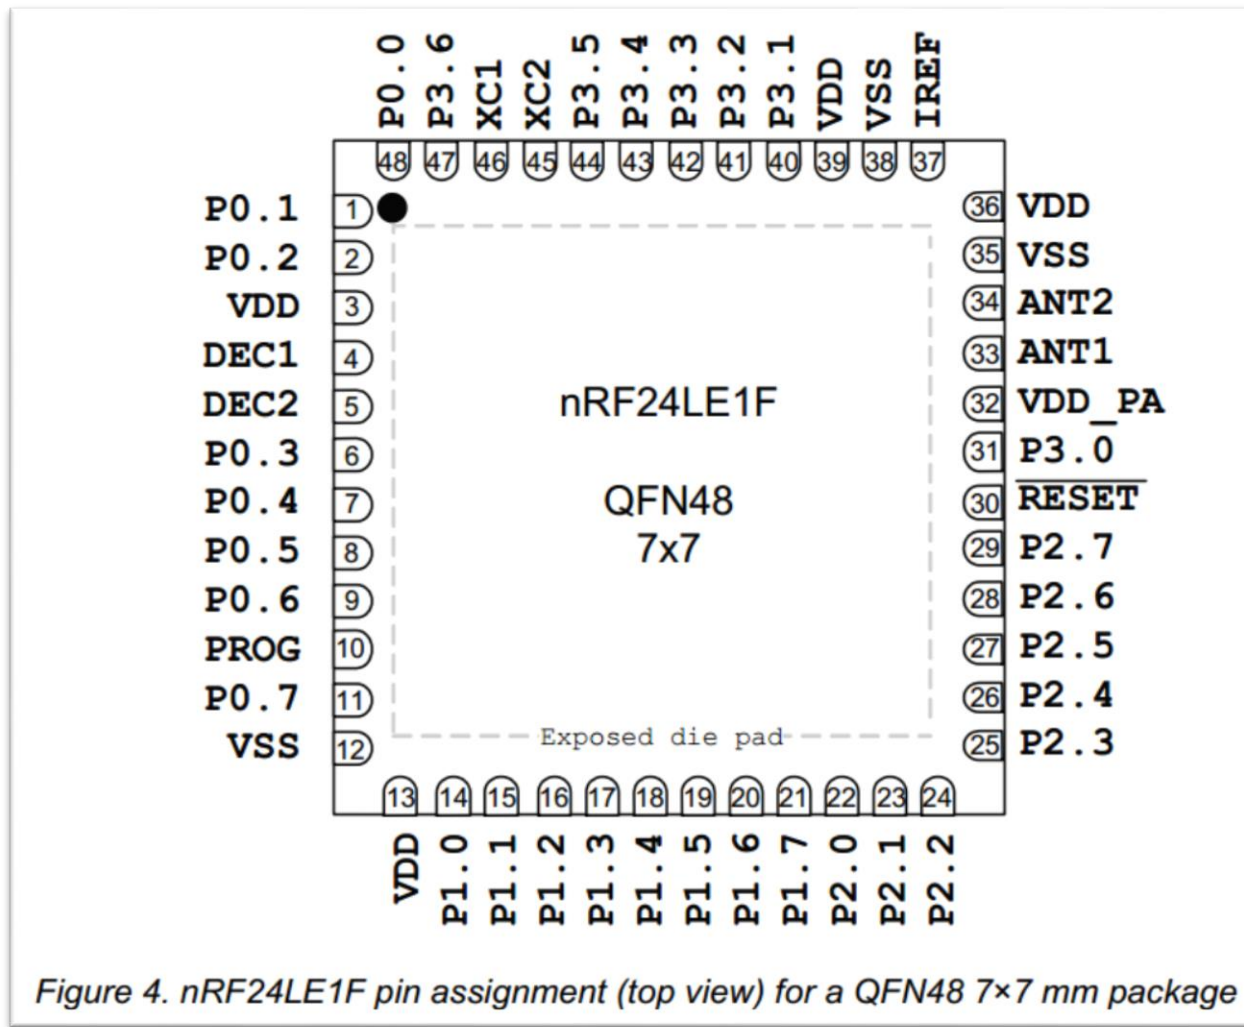 P0.0 P3.6 XC1 XC2 P3.5 P3.4 P3.3 P3.2 P3.1 VDD VSS IREF
48 47 46 45 44 43 42 41 40 39 38 37
P0.1 1 36 VDD
P0.2 2 35 VSS
VDD 3 34 ANT2
DEC1 4 33 ANT1
DEC2 5 nRF24LE1F 32 VDD_PA
P0.3 6 31 P3.0
P0.4 7 QFN48 30 RESET
P0.5 8 7x7 29 P2.7
P0.6 9 28 P2.6
PROG 10 27 P2.5
P0.7 11 26 P2.4
VSS 12 Exposed die pad 25 P2.3
13 14 15 16 17 18 19 20 21 22 23 24
VDD P1.0 P1.1 P1.2 P1.3 P1.4 P1.5 P1.6 P1.7 P2.0 P2.1 P2.2
Figure 4. nRF24LE1F pin assignment (top view) for a QFN48 7×7 mm package